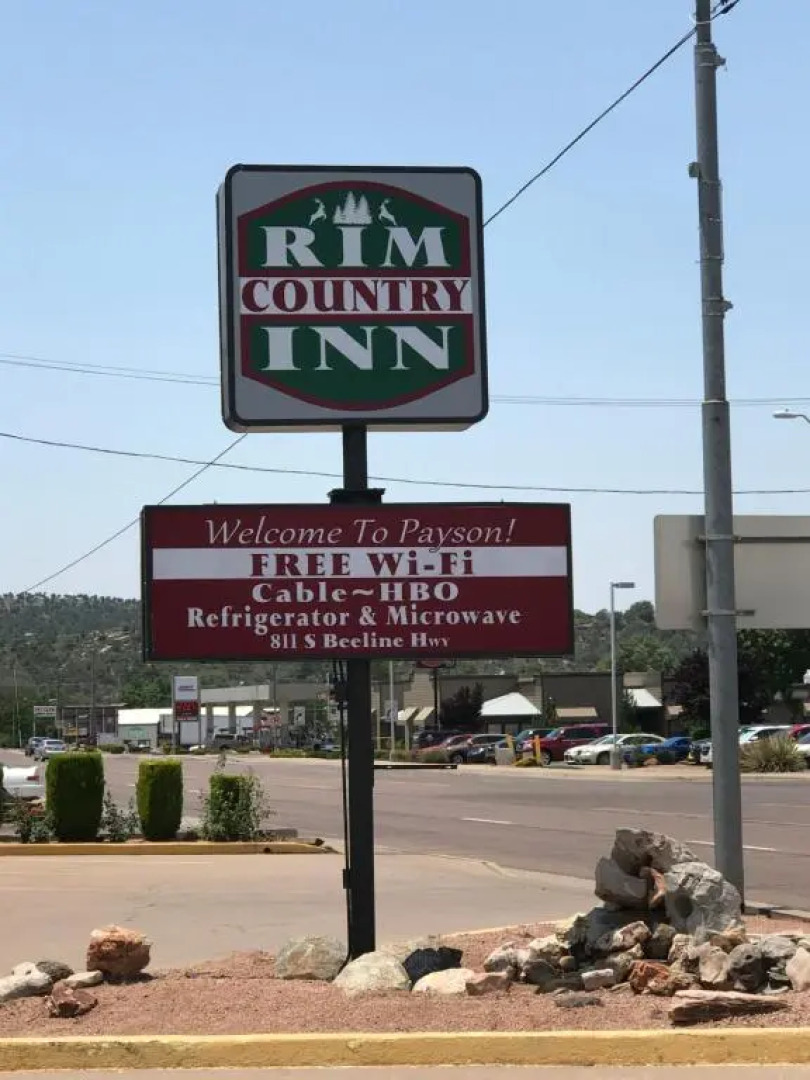 RIM
COUNTRY
INN
Welcome To Payson!
FREE Wi-Fi
Cable~HBO
Refrigerator & Microwave
811 S Beeline Hwy